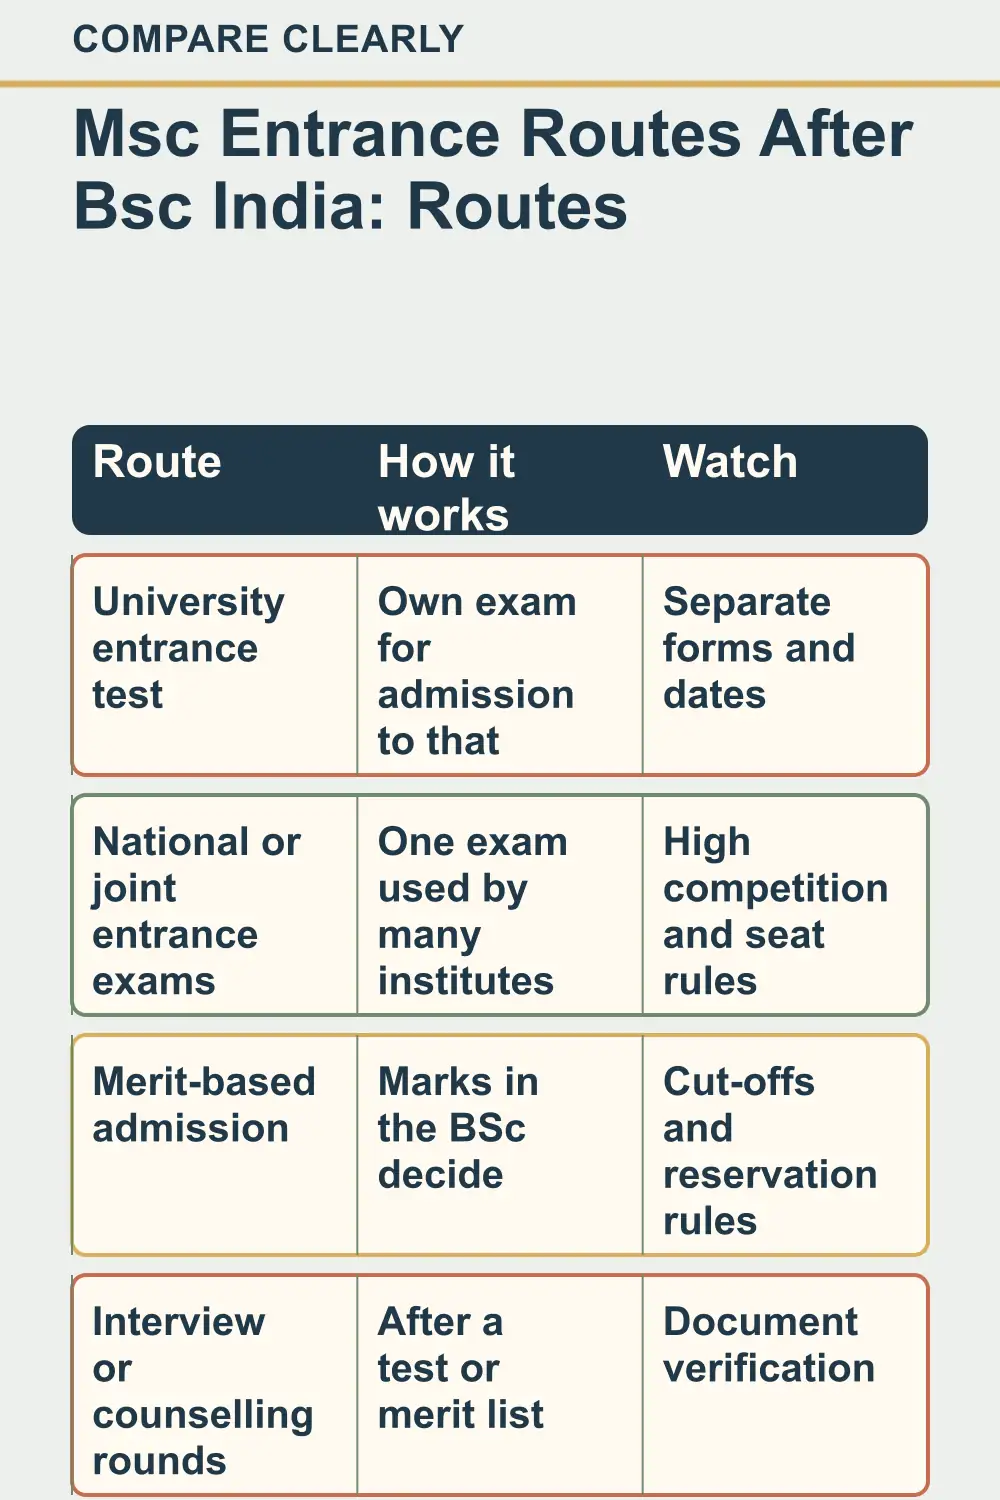 COMPARE CLEARLY
Msc Entrance Routes After
Bsc India: Routes
Route
How it
works
Watch
University
entrance
test
Own exam
for
admission
to that
Separate
forms and
dates
National or
joint
entrance
exams
One exam
used by
many
institutes
High
competition
and seat
rules
Merit-based
admission
Marks in
the BSc
decide
Cut-offs
and
reservation
rules
Interview
or
counselling
rounds
After a
test or
merit list
Document
verification